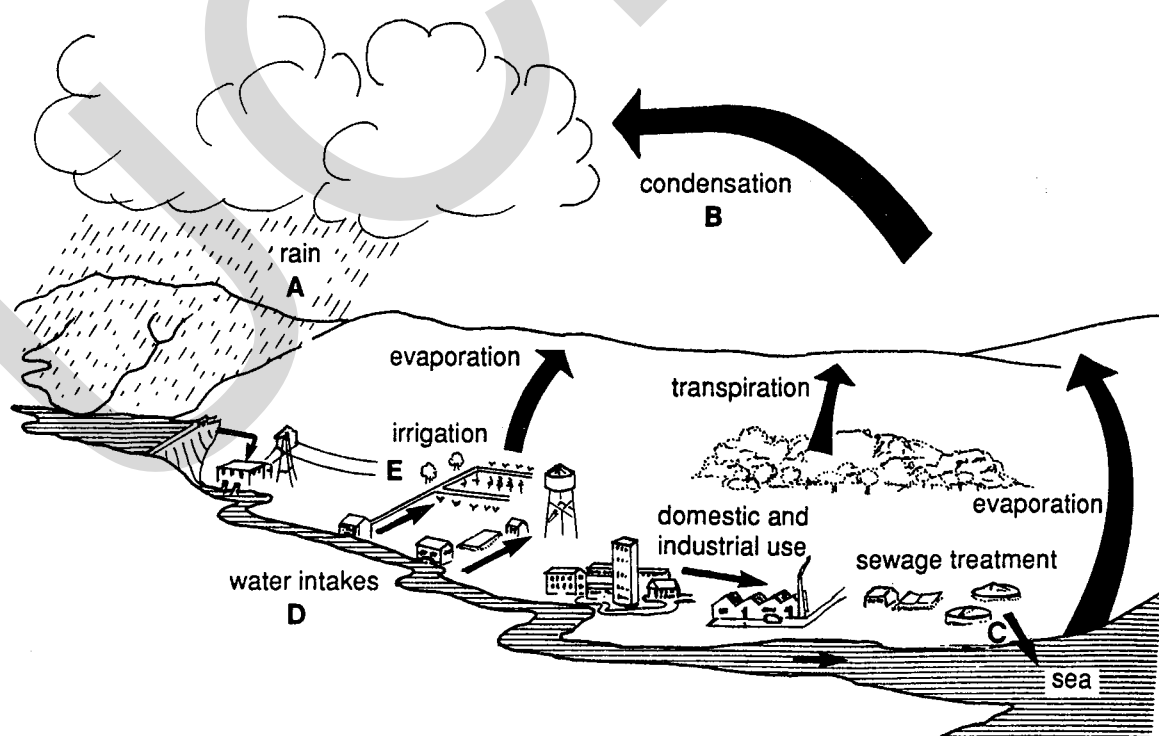 condensation
B
rain
A
evaporation
transpiration
irrigation
E
evaporation
domestic and
industrial use
sewage treatment
water intakes
D
C
sea